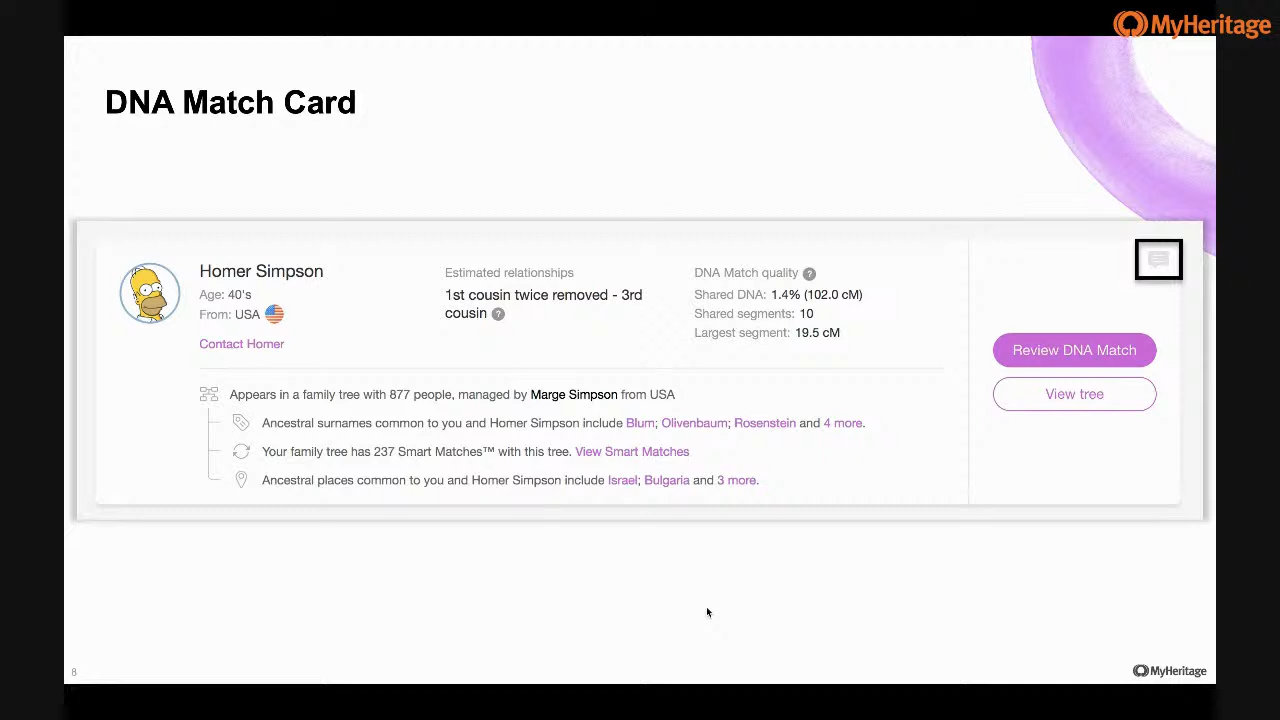 MyHeritage
DNA Match Card
Homer Simpson
Age: 40's
From: USA
Contact Homer
Estimated relationships
1st cousin twice removed - 3rd
cousin ?
DNA Match quality ?
Shared DNA: 1.4% (102.0 cM)
Shared segments: 10
Largest segment: 19.5 cM
Appears in a family tree with 877 people, managed by Marge Simpson from USA
Ancestral surnames common to you and Homer Simpson include Blum; Olivenbaum; Rosenstein and 4 more.
Your family tree has 237 Smart Matches™ with this tree. View Smart Matches
Ancestral places common to you and Homer Simpson include Israel; Bulgaria and 3 more.
Review DNA Match
View tree
8
MyHeritage